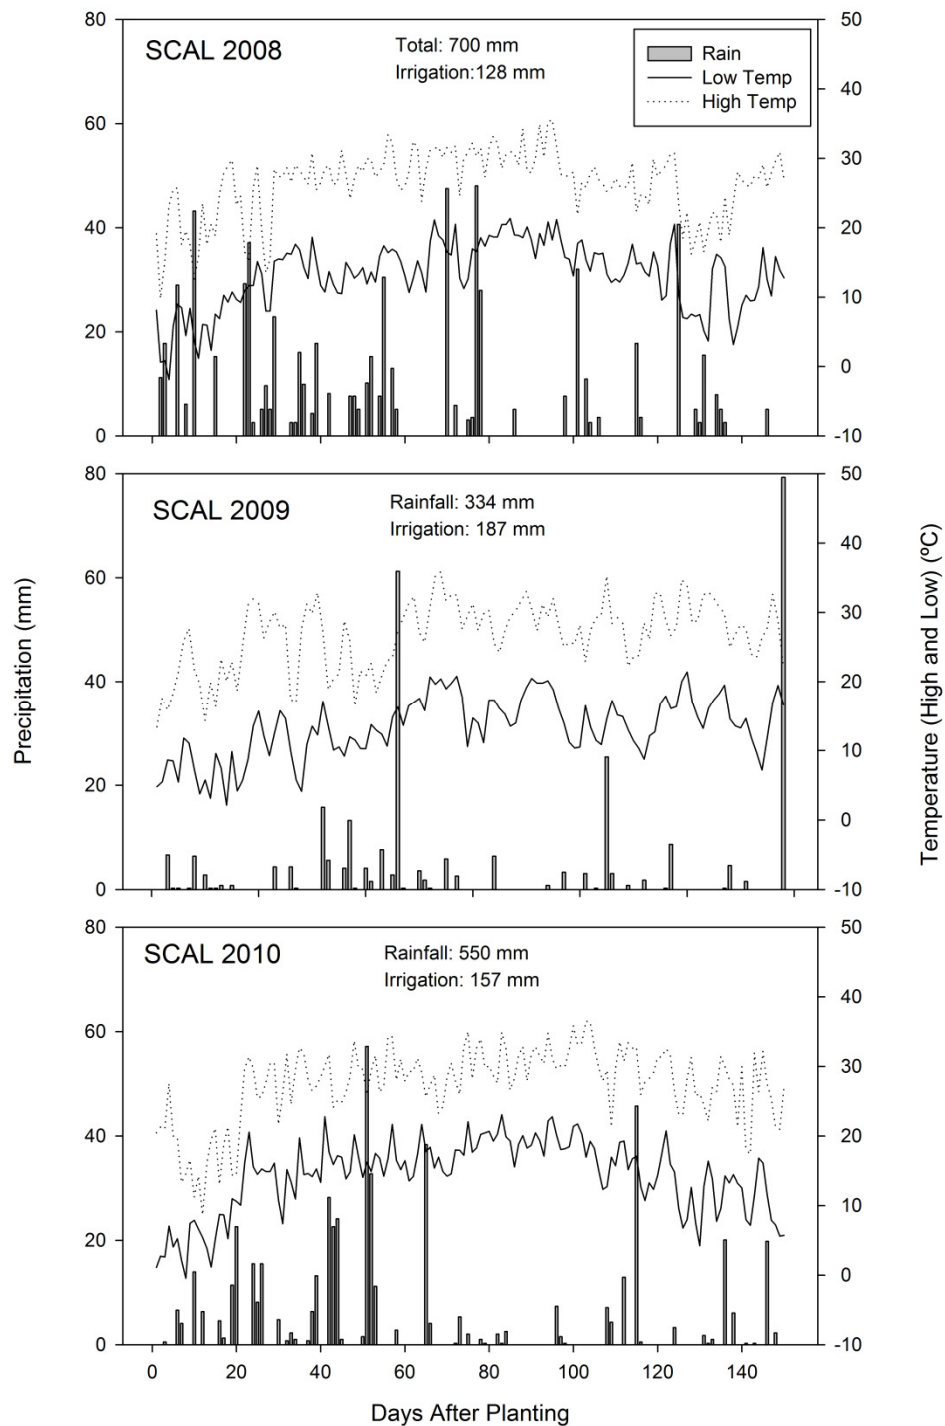 80
60
40
20
0
SCAL 2008
Total: 700 mm
Irrigation:128 mm
Rain
Low Temp
High Temp
50
40
30
20
10
0
-10
80
60
40
20
0
SCAL 2009
Rainfall: 334 mm
Irrigation: 187 mm
50
40
30
20
10
0
-10
Precipitation (mm)
Temperature (High and Low) (ºC)
80
60
40
20
0
SCAL 2010
Rainfall: 550 mm
Irrigation: 157 mm
50
40
30
20
10
0
-10
0 20 40 60 80 100 120 140
Days After Planting